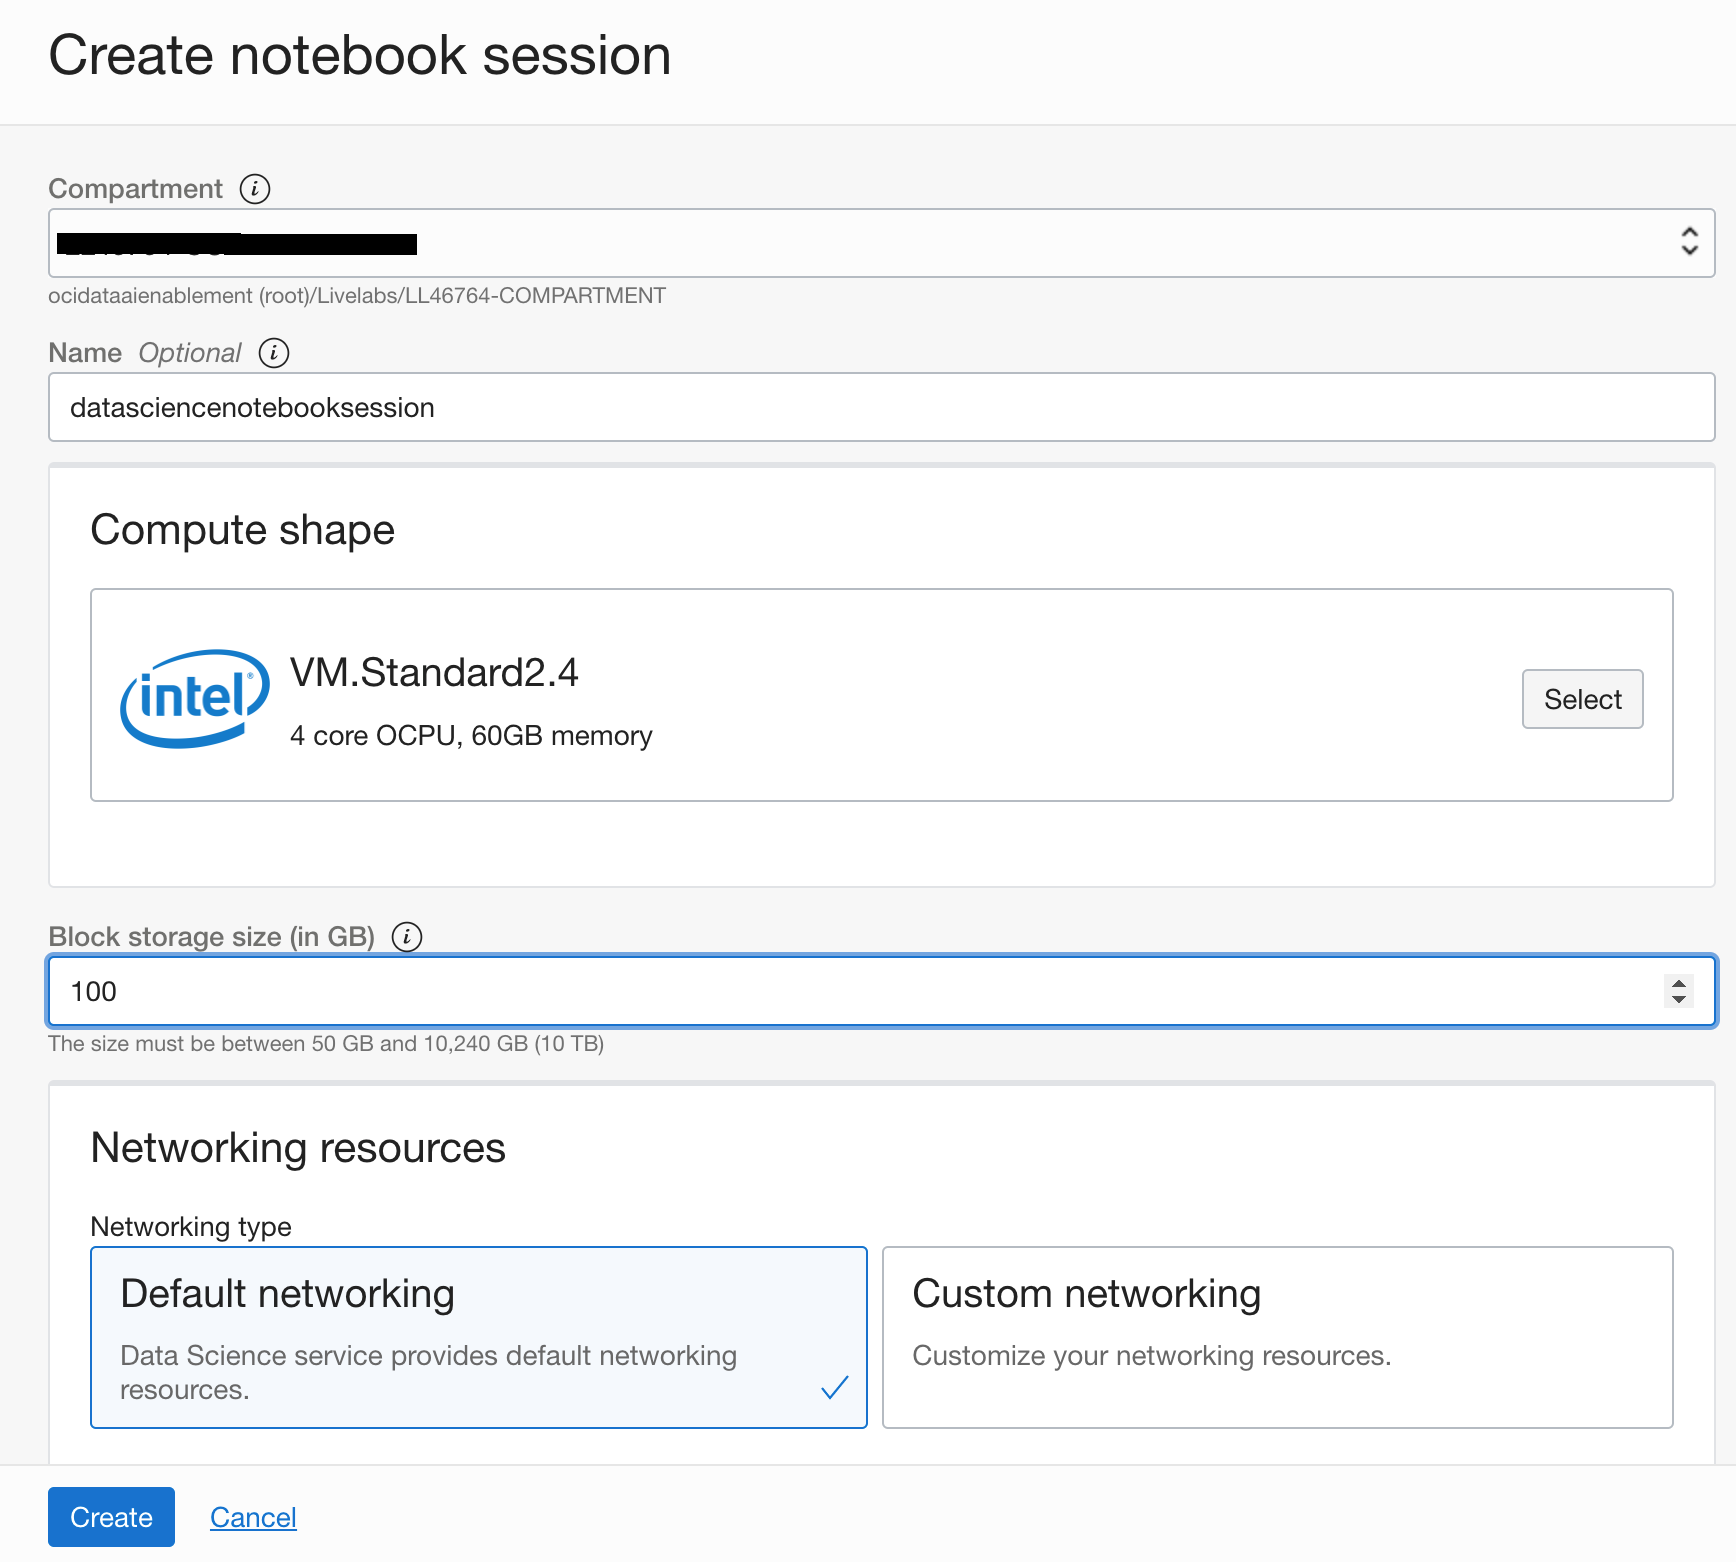 Create notebook session
Compartment i
ocidataaienablement (root)/Livelabs/LL46764-COMPARTMENT
Name Optional i
datasciencenotebooksession
Compute shape
intel®
VM.Standard2.4
4 core OCPU, 60GB memory
Select
Block storage size (in GB) i
100
The size must be between 50 GB and 10,240 GB (10 TB)
Networking resources
Networking type
Default networking
Data Science service provides default networking
resources.
Custom networking
Customize your networking resources.
Create Cancel